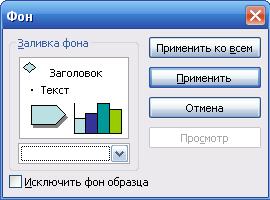 Фон
Заливка фона
Заголовок
• Текст
Исключить фон образца
Применить ко всем
Применить
Отмена
Просмотр